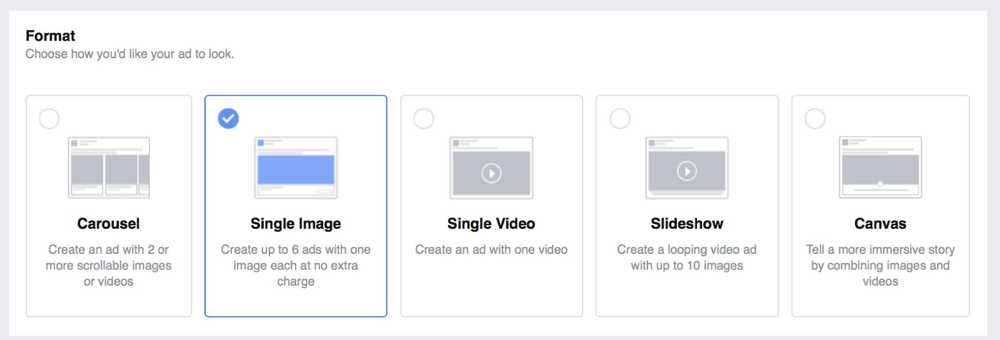 Format
Choose how you'd like your ad to look.
Carousel
Create an ad with 2 or
more scrollable images
or videos
Single Image
Create up to 6 ads with one
image each at no extra
charge
Single Video
Create an ad with one video
Slideshow
Create a looping video ad
with up to 10 images
Canvas
Tell a more immersive story
by combining images and
videos